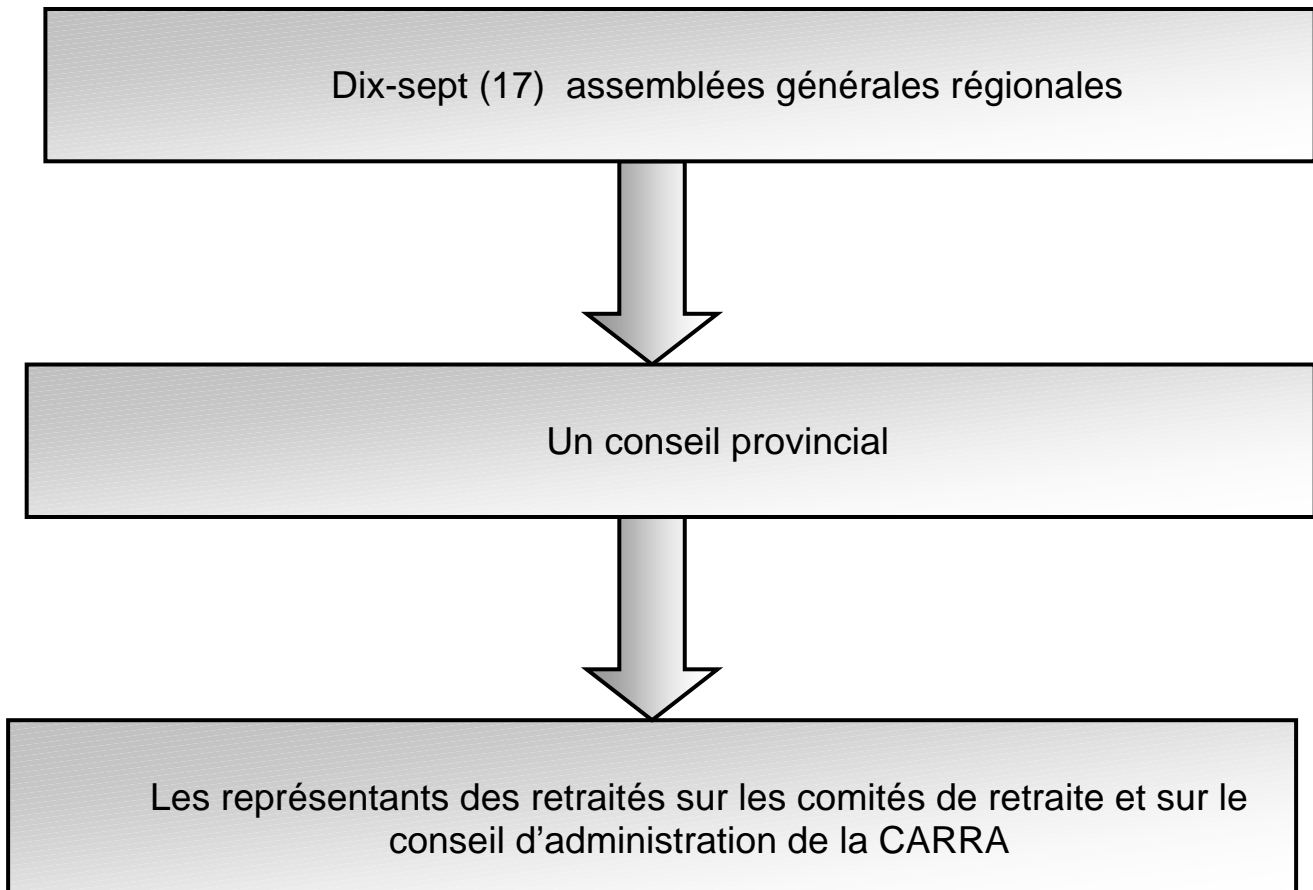 Dix-sept (17) assemblées générales régionales
Un conseil provincial
Les représentants des retraités sur les comités de retraite et sur le
conseil d’administration de la CARRA